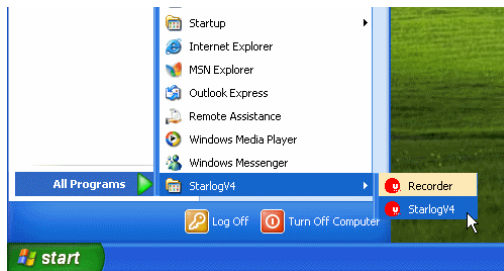 Startup
Internet Explorer
MSN Explorer
Outlook Express
Remote Assistance
Windows Media Player
Windows Messenger
All Programs
StarlogV4
Recorder
StarlogV4
Log Off
Turn Off Computer
start